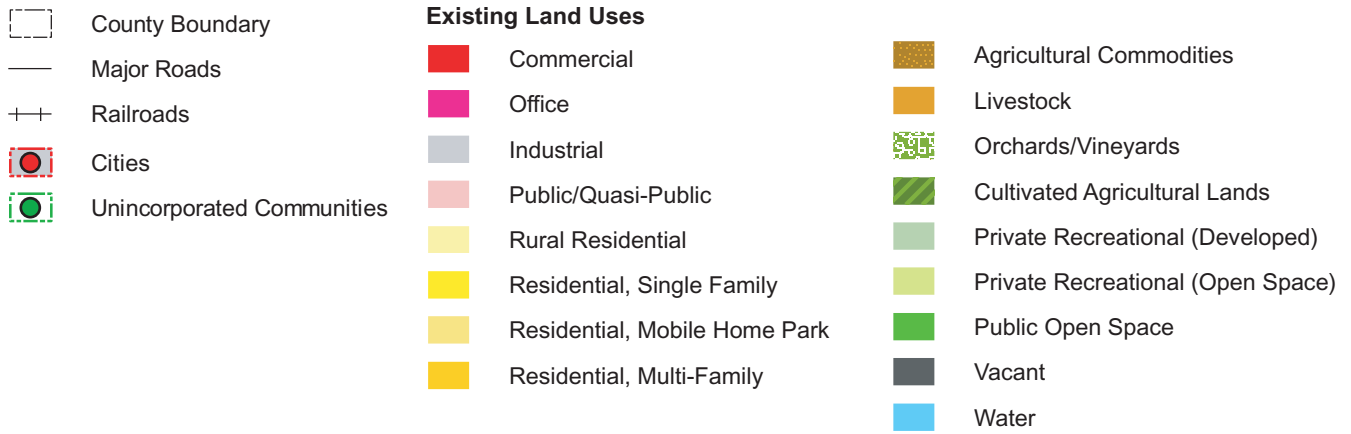 County Boundary
Major Roads
Railroads
Cities
Unincorporated Communities
Existing Land Uses
Commercial
Office
Industrial
Public/Quasi-Public
Rural Residential
Residential, Single Family
Residential, Mobile Home Park
Residential, Multi-Family
Agricultural Commodities
Livestock
Orchards/Vineyards
Cultivated Agricultural Lands
Private Recreational (Developed)
Private Recreational (Open Space)
Public Open Space
Vacant
Water